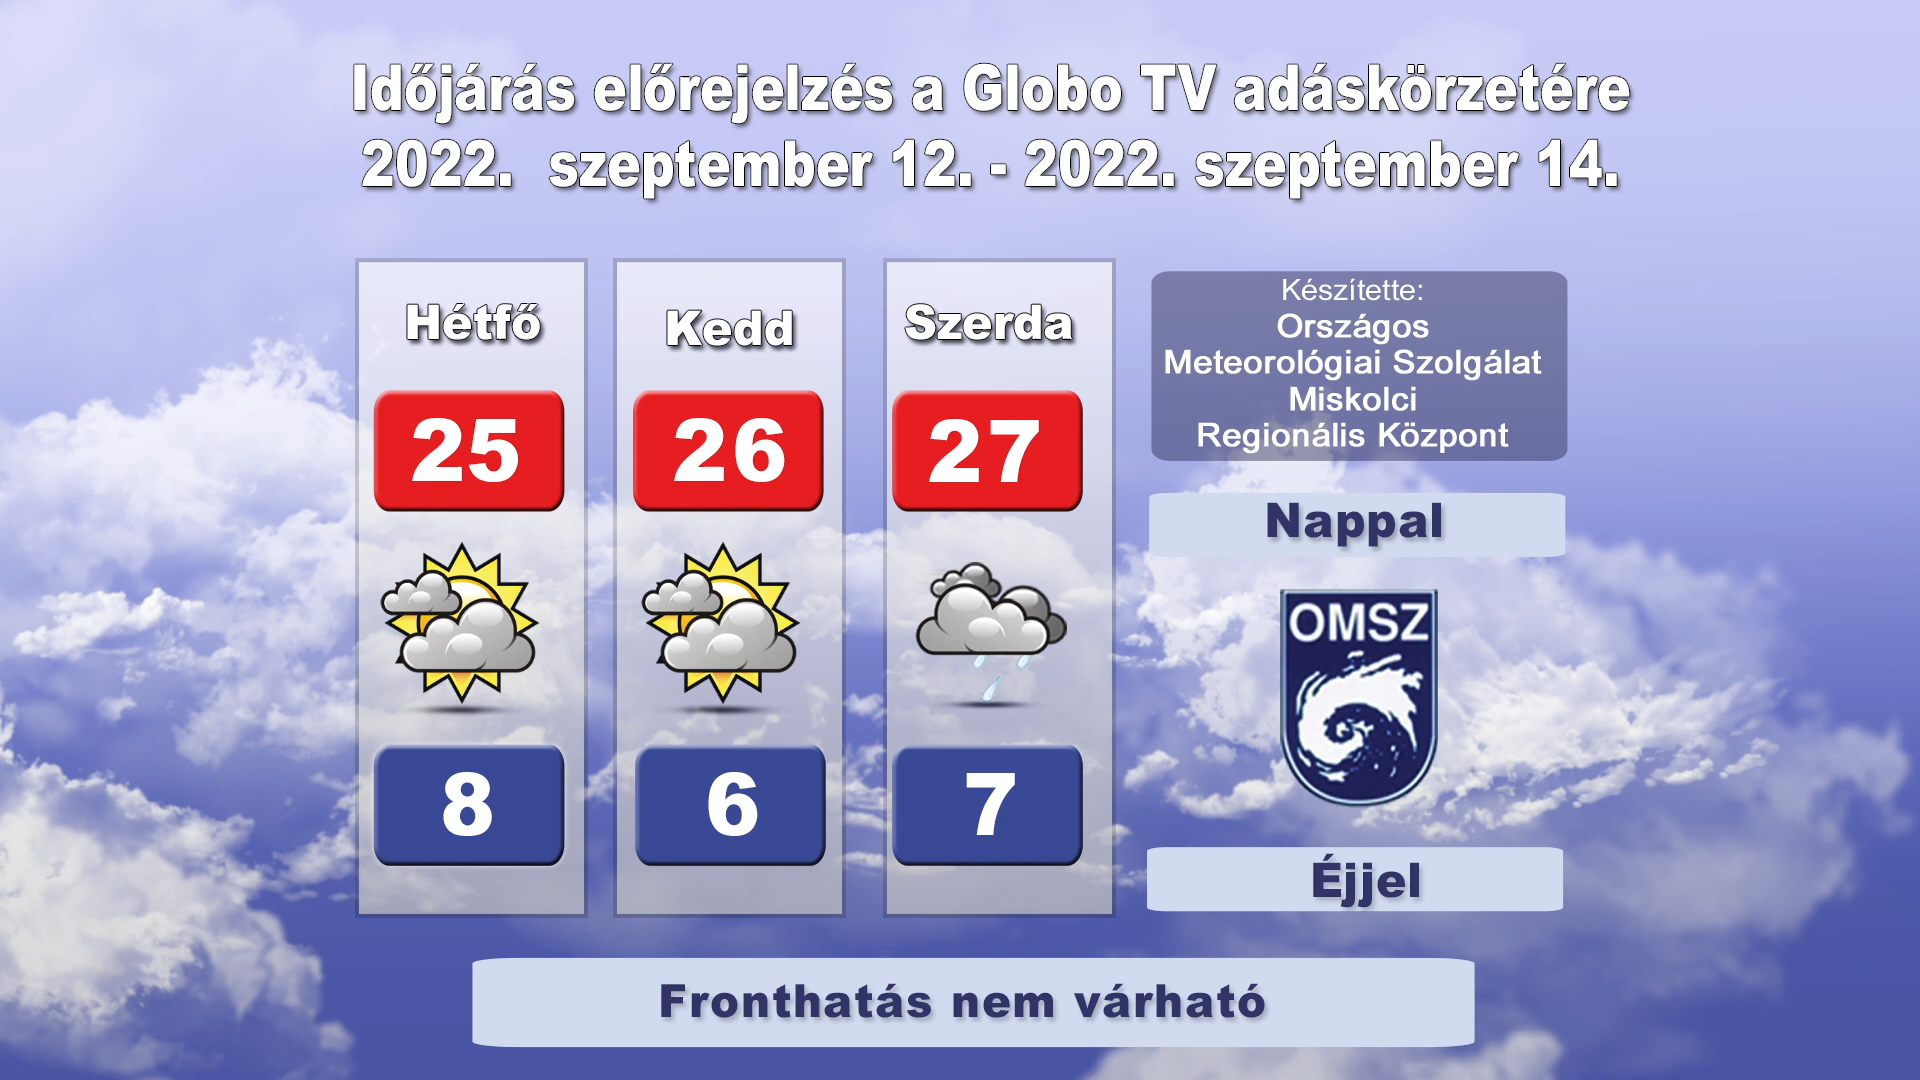 Időjárás előrejelzés a Globo TV adáskörzetére
2022. szeptember 12. - 2022. szeptember 14.
Hétfő
Kedd
Szerda
25
26
27
8
6
7
Készítette:
Országos
Meteorológiai Szolgálat
Miskolci
Regionális Központ
Nappal
OMSZ
Éjjel
Fronthatás nem várható